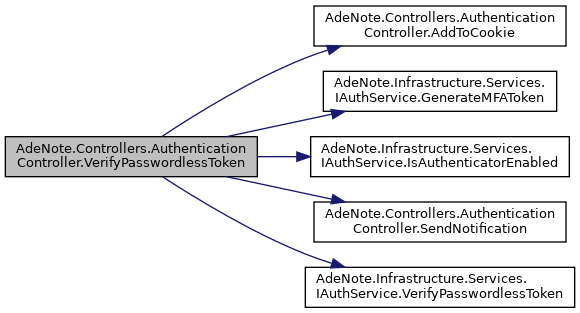 AdeNote.Controllers.Authentication
Controller.AddToCookie
AdeNote.Infrastructure.Services.
IAuthService.GenerateMFAToken
AdeNote.Controllers.Authentication
Controller.VerifyPasswordlessToken
AdeNote.Infrastructure.Services.
IAuthService.IsAuthenticatorEnabled
AdeNote.Controllers.Authentication
Controller.SendNotification
AdeNote.Infrastructure.Services.
IAuthService.VerifyPasswordlessToken